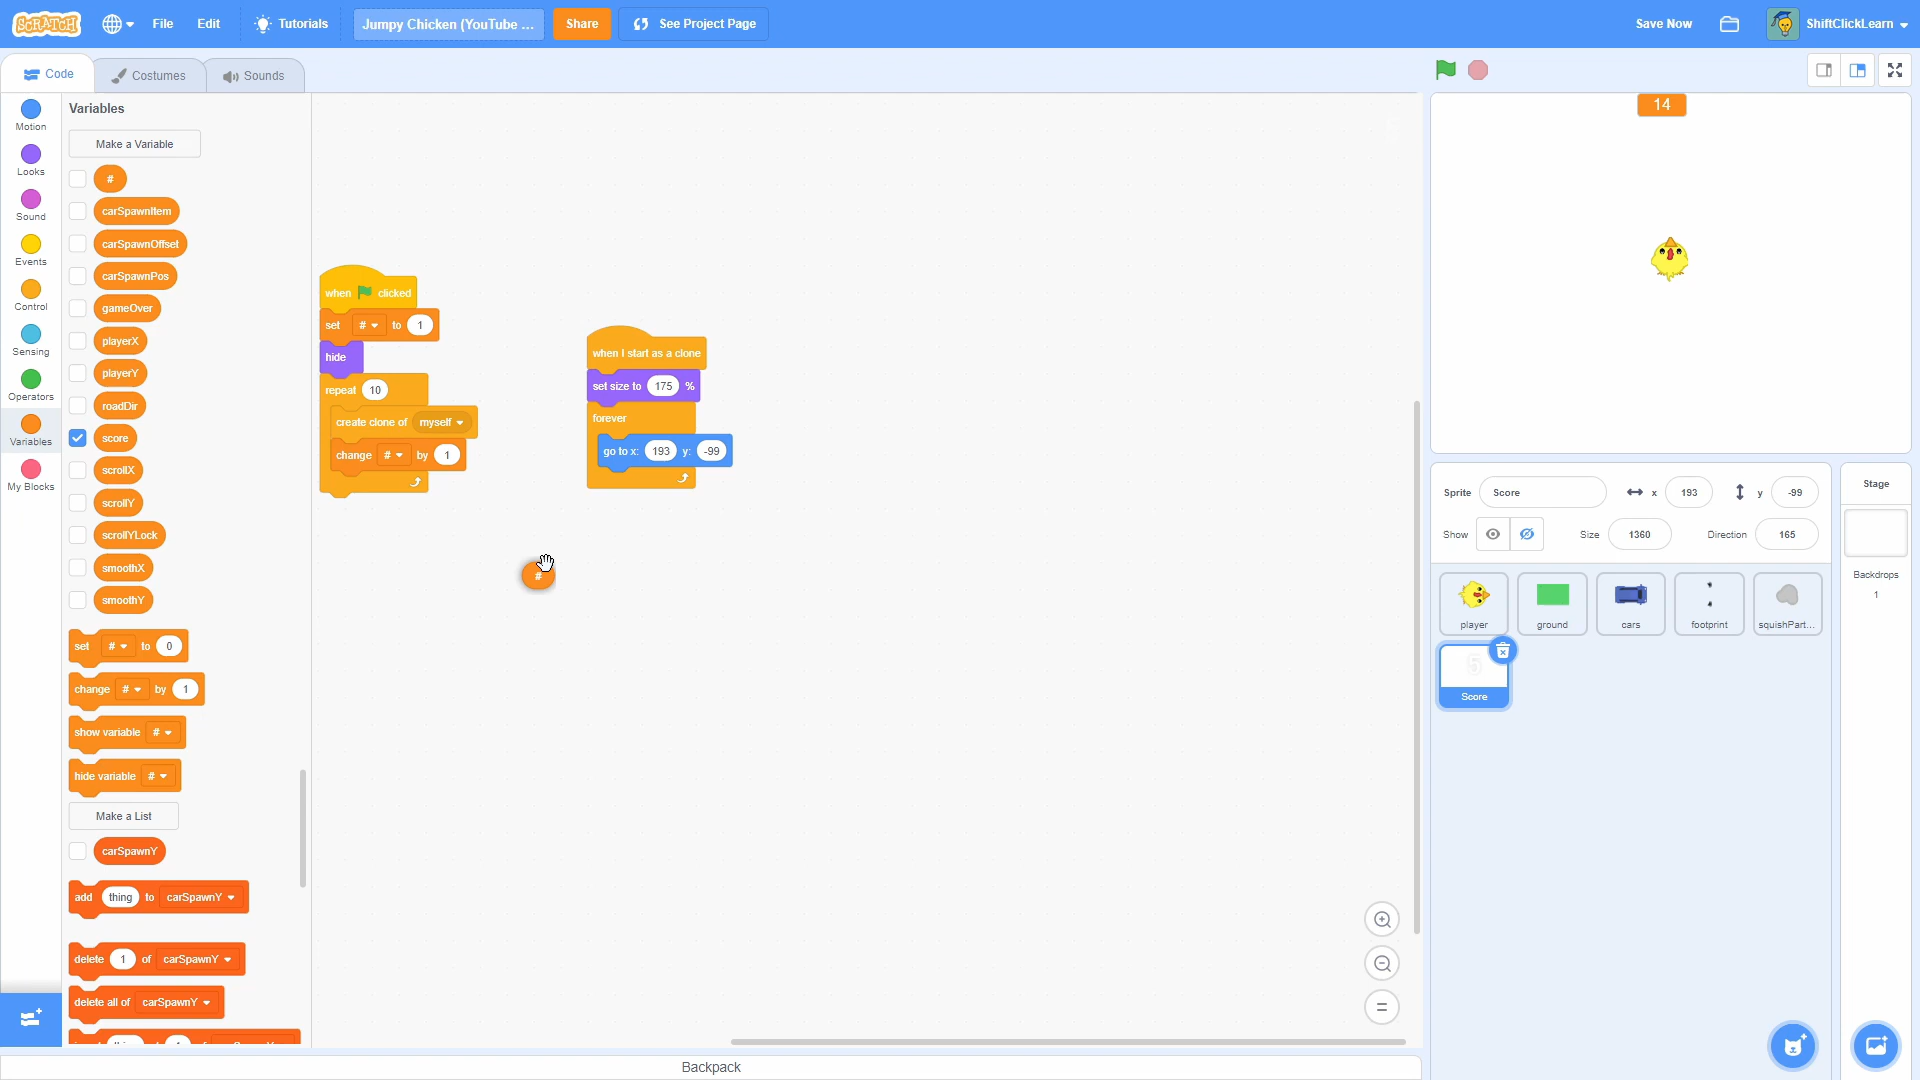 SCRATCH
File
Edit
Tutorials
Jumpy Chicken (YouTube ...
Share
See Project Page
Save Now
ShiftClickLearn
Code
Costumes
Sounds
Motion
Looks
Sound
Events
Control
Sensing
Operators
Variables
My Blocks
Variables
Make a Variable
#
carSpawnItem
carSpawnOffset
carSpawnPos
gameOver
playerX
playerY
roadDir
score
scrollX
scrollY
scrollYLock
smoothX
smoothY
set # to 0
change # by 1
show variable #
hide variable #
Make a List
carSpawnY
add thing to carSpawnY
delete 1 of carSpawnY
delete all of carSpawnY
when clicked
set # to 1
hide
repeat 10
create clone of myself
change # by 1
when I start as a clone
set size to 175 %
forever
go to x: 193 y: -99
#
14
Sprite Score x 193 y -99
Show Size 1360 Direction 165
player
ground
cars
footprint
squishPart...
5
Score
Stage
Backdrops
1
Backpack